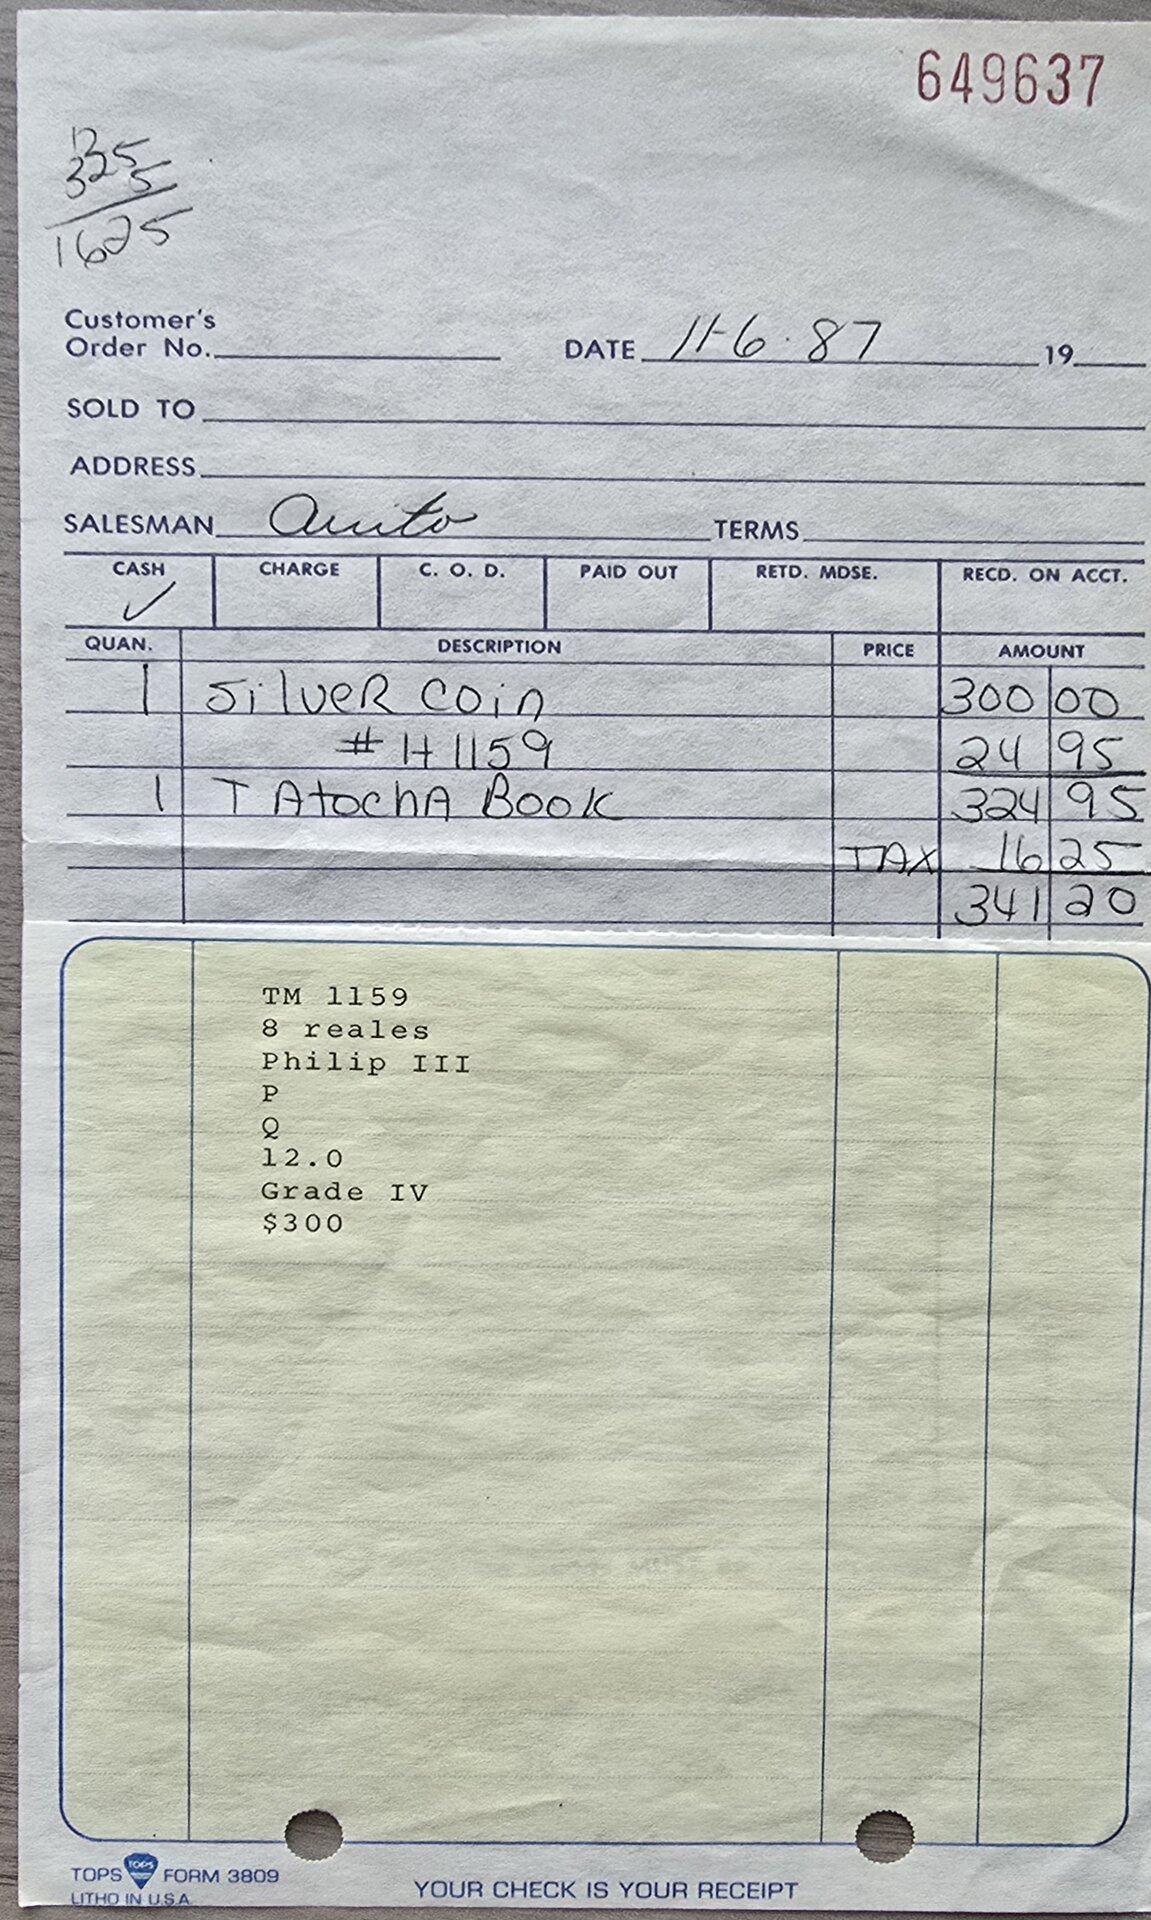 649637
12
325
5
1625
Customer's
Order No.
DATE 11-6-87 19
SOLD TO
ADDRESS
SALESMAN TERMS
CASH CHARGE C. O. D. PAID OUT RETD. MDSE. RECD. ON ACCT.
✓
QUAN. DESCRIPTION PRICE AMOUNT
1 SilveR coin 300 00
#H1159 24 95
1 T AtochA Book 324 95
TAX 16 25
341 20
TM 1159
8 reales
Philip III
P
Q
12.0
Grade IV
$300
TOPS TOPS FORM 3809
LITHO IN U.S.A.
YOUR CHECK IS YOUR RECEIPT